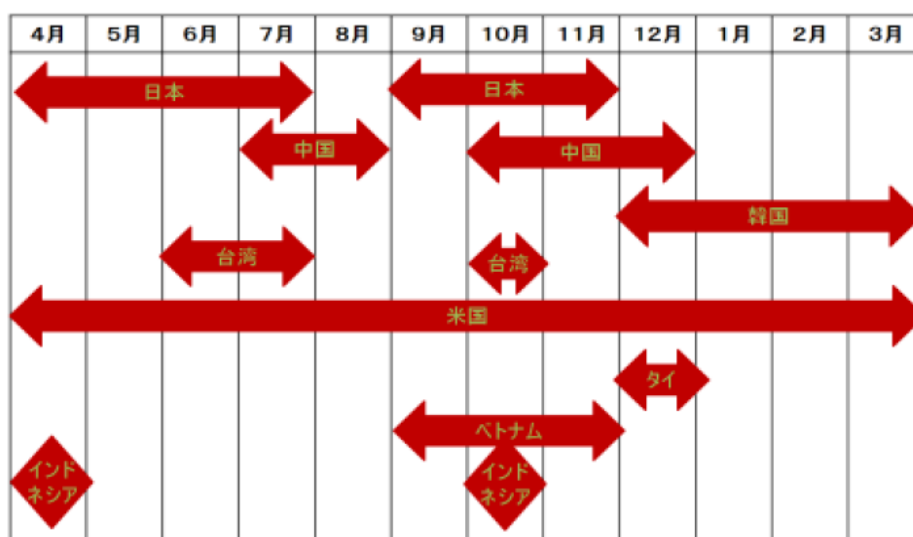 4月 5月 6月 7月 8月 9月 10月 11月 12月 1月 2月 3月
日本 日本
中国 中国
韓国
台湾 台湾
米国
タイ
ベトナム
インド インド
ネシア ネシア